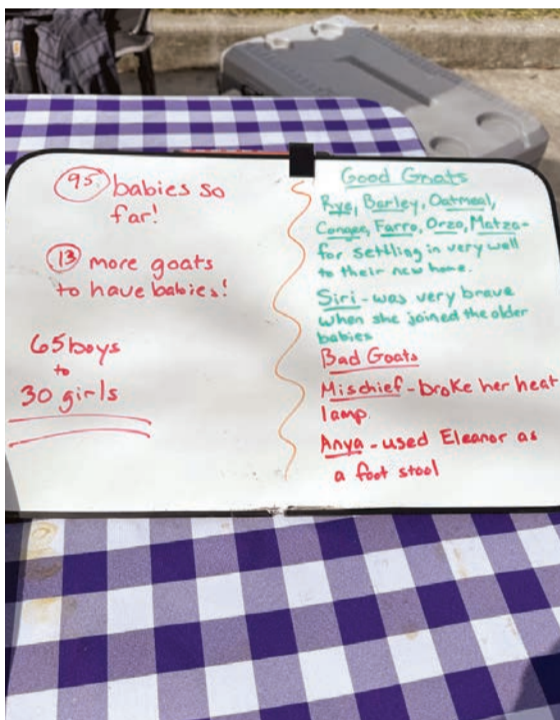 95 babies so
far!
13 more goats
to have babies!
65 boys
to
30 girls
Good Goats
Rye, Barley, Oatmeal,
Congee, Farro, Orzo, Matza-
for settling in very well
to their new home.
Siri - was very brave
when she joined the older
babies
Bad Goats
Mischief - broke her heat
lamp.
Anya - used Eleanor as
a foot stool